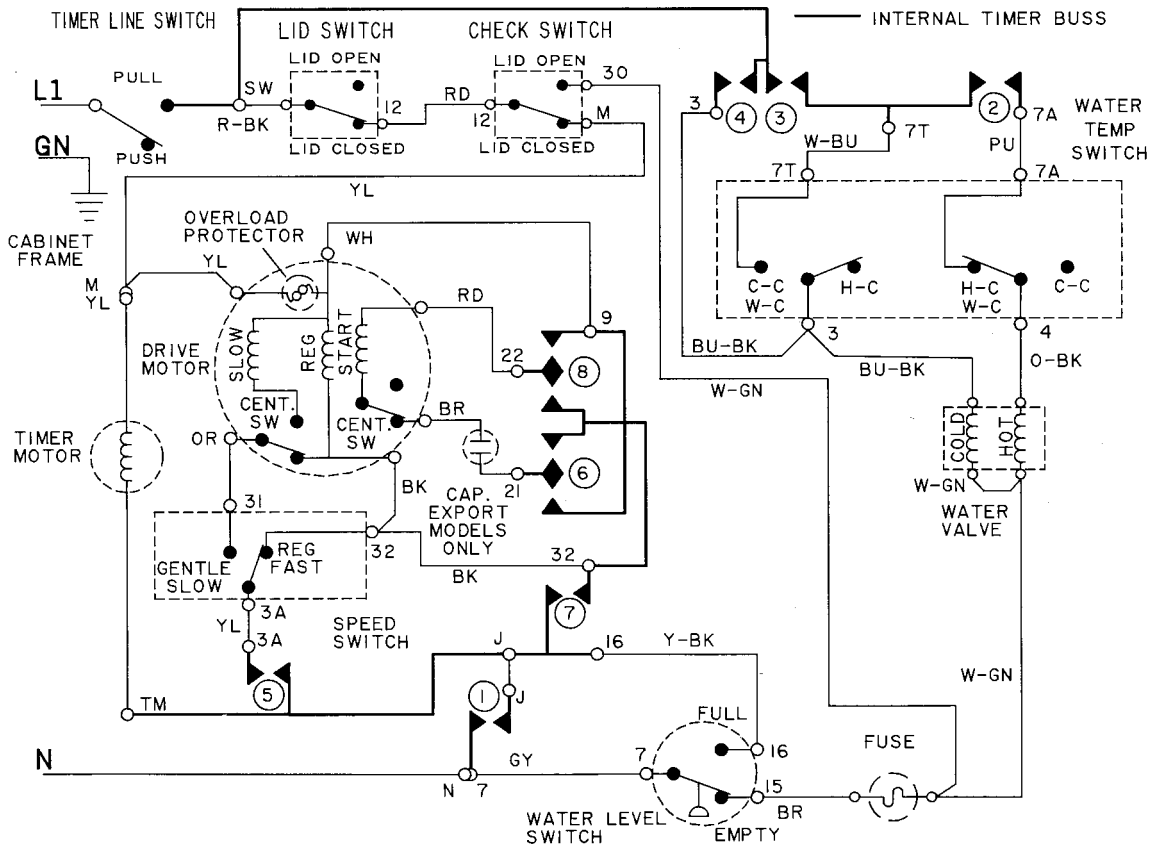 TIMER LINE SWITCH
LID SWITCH
CHECK SWITCH
INTERNAL TIMER BUSS
LID OPEN
LID OPEN
PULL
SW
30
L1
12
RD
M
3
4
3
2
7A
WATER
TEMP
SWITCH
R-BK
12
7T
GN
PUSH
LID CLOSED
LID CLOSED
W-BU
PU
7T
7A
YL
OVERLOAD
PROTECTOR
WH
CABINET
FRAME
YL
M
YL
RD
C-C
W-C
H-C
H-C
W-C
C-C
9
SLOW
REG
START
3
4
DRIVE
MOTOR
22
8
BU-BK
BU-BK
O-BK
W-GN
CENT.
SW
CENT.
SW
BR
TIMER
MOTOR
OR
COLD
HOT
6
21
BK
CAP.
EXPORT
MODELS
ONLY
W-GN
WATER
VALVE
31
32
REG
FAST
GENTLE
SLOW
BK
32
7
3A
YL
SPEED
SWITCH
3A
J
16
Y-BK
5
1
J
W-GN
TM
FULL
FUSE
N
GY
7
16
N
7
15
BR
WATER LEVEL
SWITCH
EMPTY